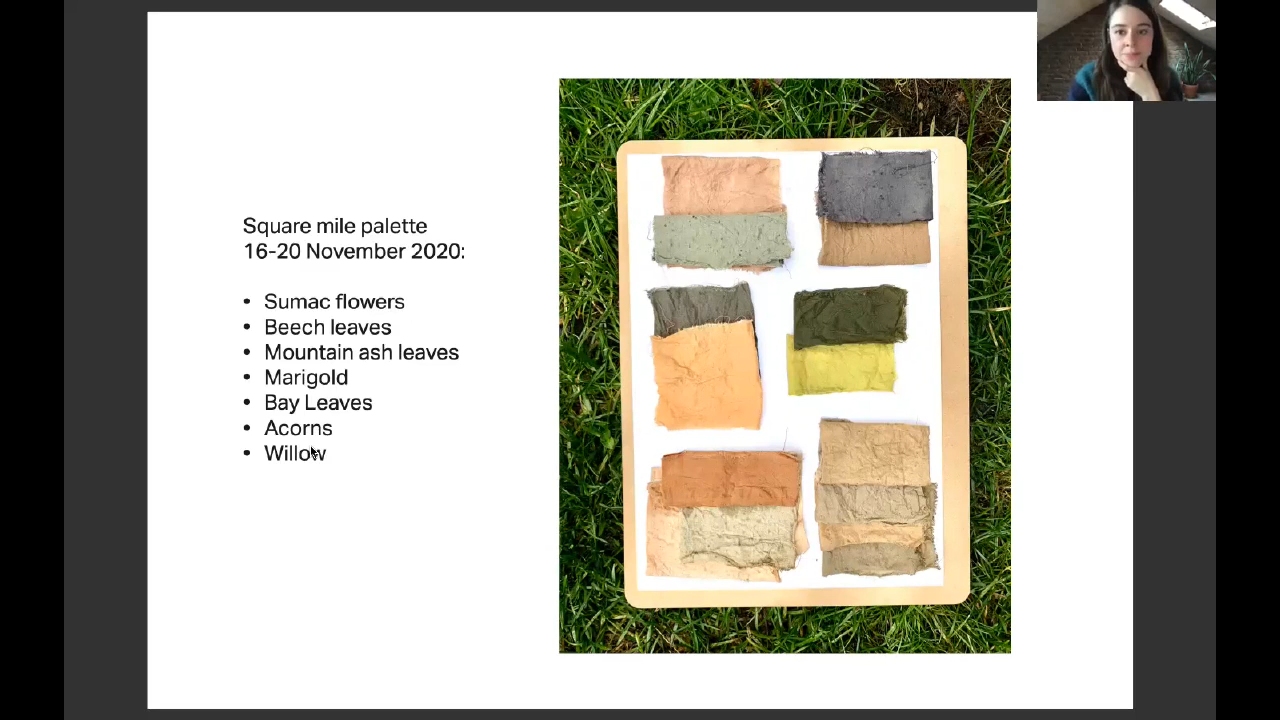 Square mile palette
16-20 November 2020:
• Sumac flowers
• Beech leaves
• Mountain ash leaves
• Marigold
• Bay Leaves
• Acorns
• Willow